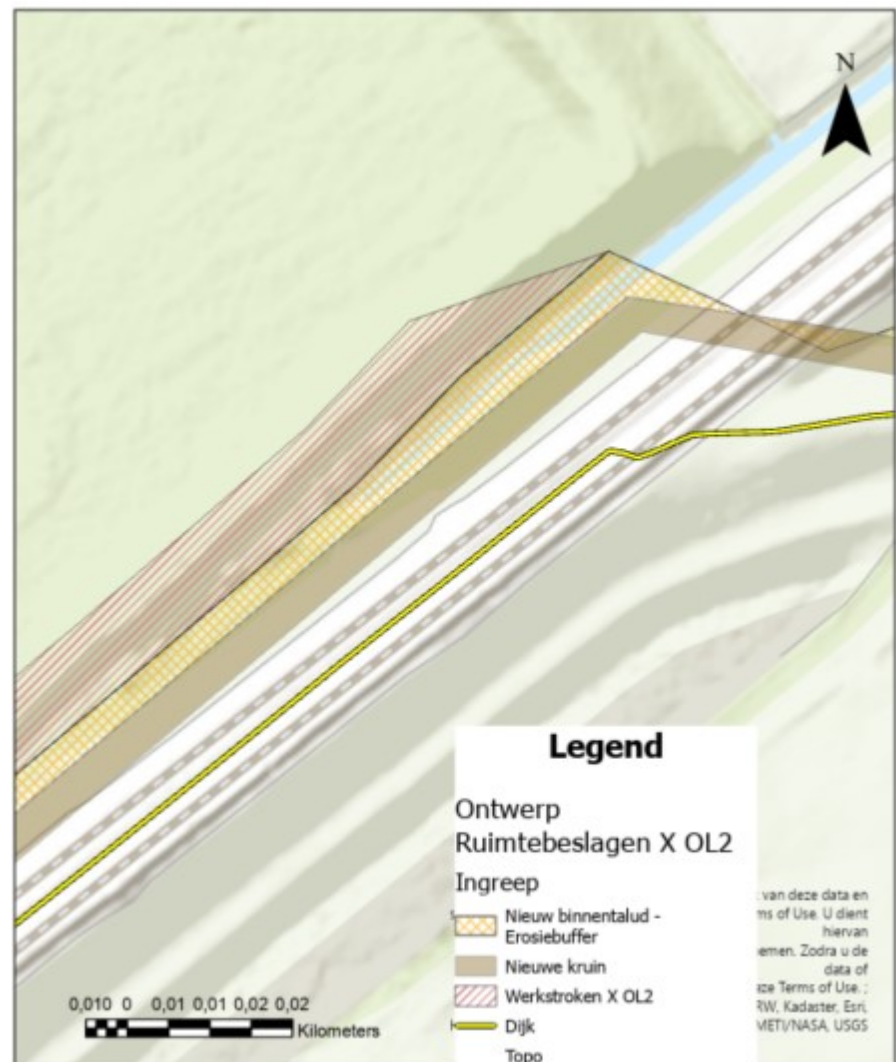 N
Legend
Ontwerp
Ruimtebeslagen X OL2
Ingreep
Nieuw binnentalud -
Erosiebuffer
Nieuwe kruin
Werkstroken X OL2
Dijk
Topo
van deze data en
ms of Use. U dient
hiervan
emen. Zodra u de
data of
eze Terms of Use. ;
RW, Kadaster, Esri,
METI/NASA, USGS
0,010 0 0,01 0,01 0,02 0,02
Kilometers